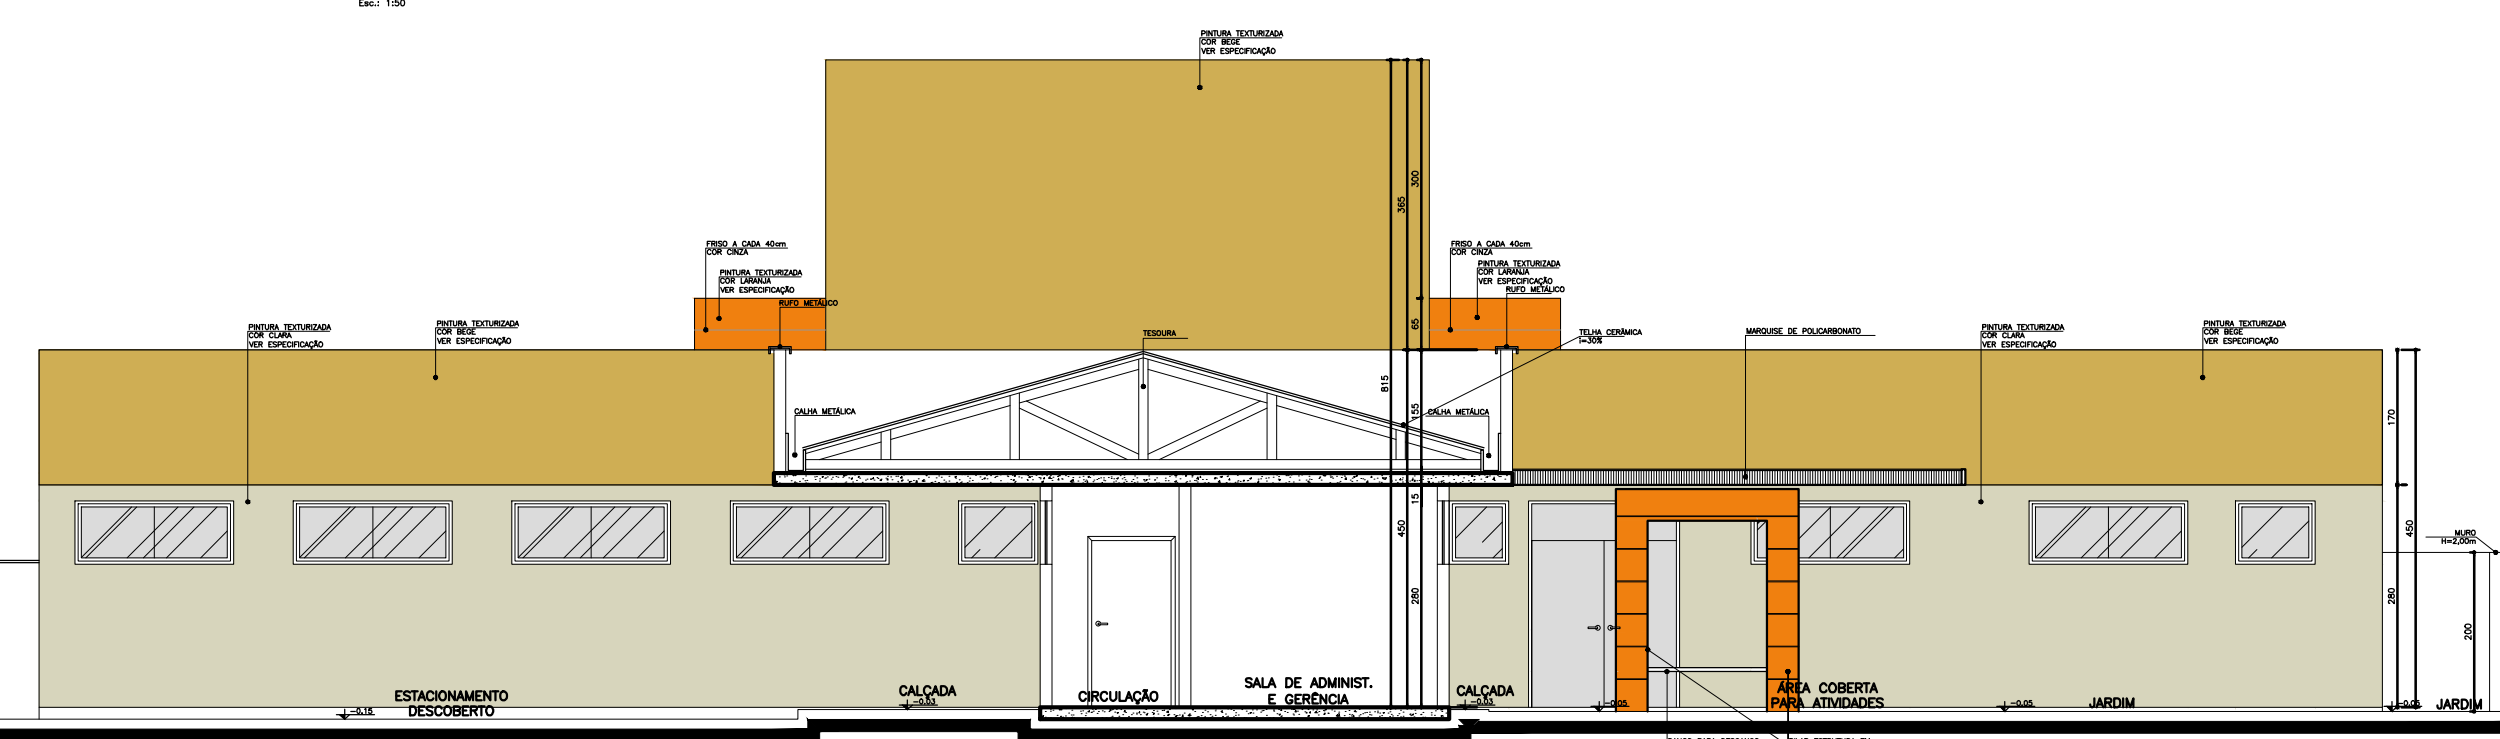 Esc.: 1:50
PINTURA TEXTURIZADA
COR BEGE
VER ESPECIFICAÇÃO
FRISO A CADA 40cm
COR CINZA
PINTURA TEXTURIZADA
COR LARANJA
VER ESPECIFICAÇÃO
RUFO METÁLICO
FRISO A CADA 40cm
COR CINZA
PINTURA TEXTURIZADA
COR LARANJA
VER ESPECIFICAÇÃO
RUFO METÁLICO
PINTURA TEXTURIZADA
COR CLARA
VER ESPECIFICAÇÃO
PINTURA TEXTURIZADA
COR BEGE
VER ESPECIFICAÇÃO
TESOURA
TELHA CERÂMICA
i=30%
MARQUISE DE POLICARBONATO
PINTURA TEXTURIZADA
COR CLARA
VER ESPECIFICAÇÃO
PINTURA TEXTURIZADA
COR BEGE
VER ESPECIFICAÇÃO
CALHA METÁLICA
CALHA METÁLICA
300
365
65
815
155
15
450
280
170
450
280
200
MURO
H=2,00m
ESTACIONAMENTO
DESCOBERTO
-0.15
CALÇADA
-0.03
CIRCULAÇÃO
SALA DE ADMINIST.
E GERÊNCIA
CALÇADA
-0.03
-0.05
ÁREA COBERTA
PARA ATIVIDADES
-0.05
JARDIM
-0.05
JARDIM